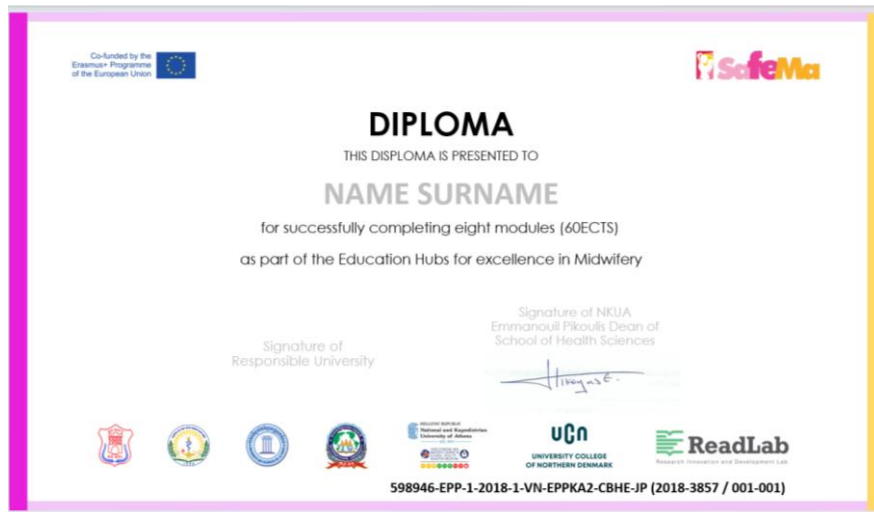 Co-funded by the
Erasmus+ Programme
of the European Union
SafeMa
DIPLOMA
THIS DISPLOMA IS PRESENTED TO
NAME SURNAME
for successfully completing eight modules (60ECTS)
as part of the Education Hubs for excellence in Midwifery
Signature of
Responsible University
Signature of NKUA
Emmanouil Pikoulis Dean of
School of Health Sciences
HELLENIC REPUBLIC
National and Kapodistrian
University of Athens
UCN
UNIVERSITY COLLEGE
OF NORTHERN DENMARK
ReadLab
Research Innovation and Development Lab
598946-EPP-1-2018-1-VN-EPPKA2-CBHE-JP (2018-3857 / 001-001)